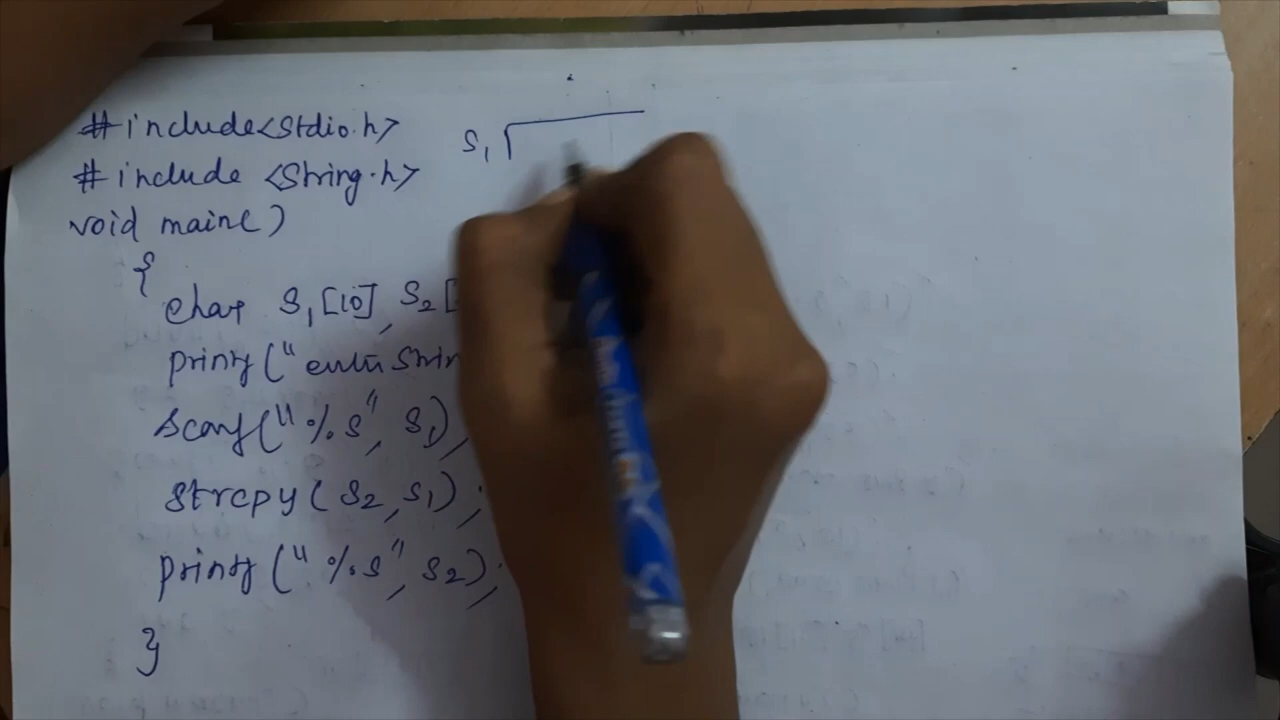 #include<stdio.h>
S1
#include <String.h>
void main()
{
char S1[10], S2[
printf("enter Strin
scanf("%s", S1);
strcpy(S2,S1);
printf("%s", S2);
}